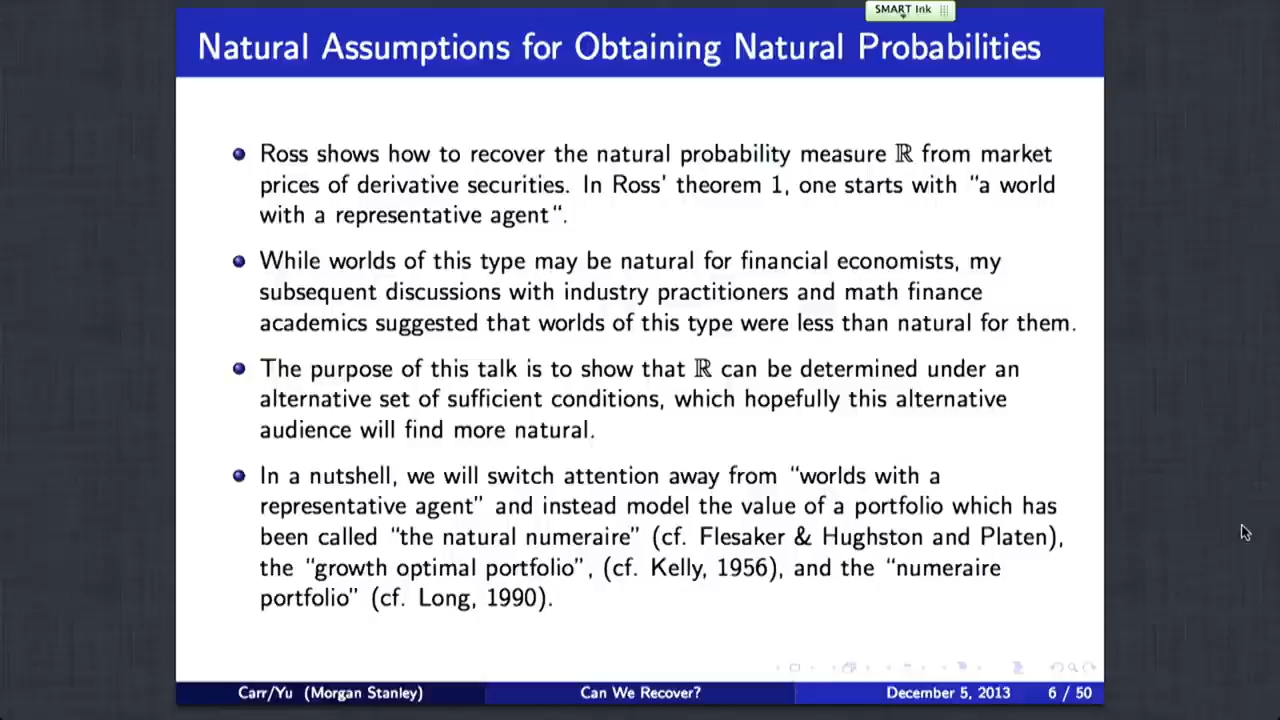 SMART Ink
Natural Assumptions for Obtaining Natural Probabilities
Ross shows how to recover the natural probability measure ℝ from market
prices of derivative securities. In Ross' theorem 1, one starts with "a world
with a representative agent".
While worlds of this type may be natural for financial economists, my
subsequent discussions with industry practitioners and math finance
academics suggested that worlds of this type were less than natural for them.
The purpose of this talk is to show that ℝ can be determined under an
alternative set of sufficient conditions, which hopefully this alternative
audience will find more natural.
In a nutshell, we will switch attention away from "worlds with a
representative agent" and instead model the value of a portfolio which has
been called "the natural numeraire" (cf. Flesaker & Hughston and Platen),
the "growth optimal portfolio", (cf. Kelly, 1956), and the "numeraire
portfolio" (cf. Long, 1990).
Carr/Yu (Morgan Stanley) Can We Recover? December 5, 2013 6 / 50